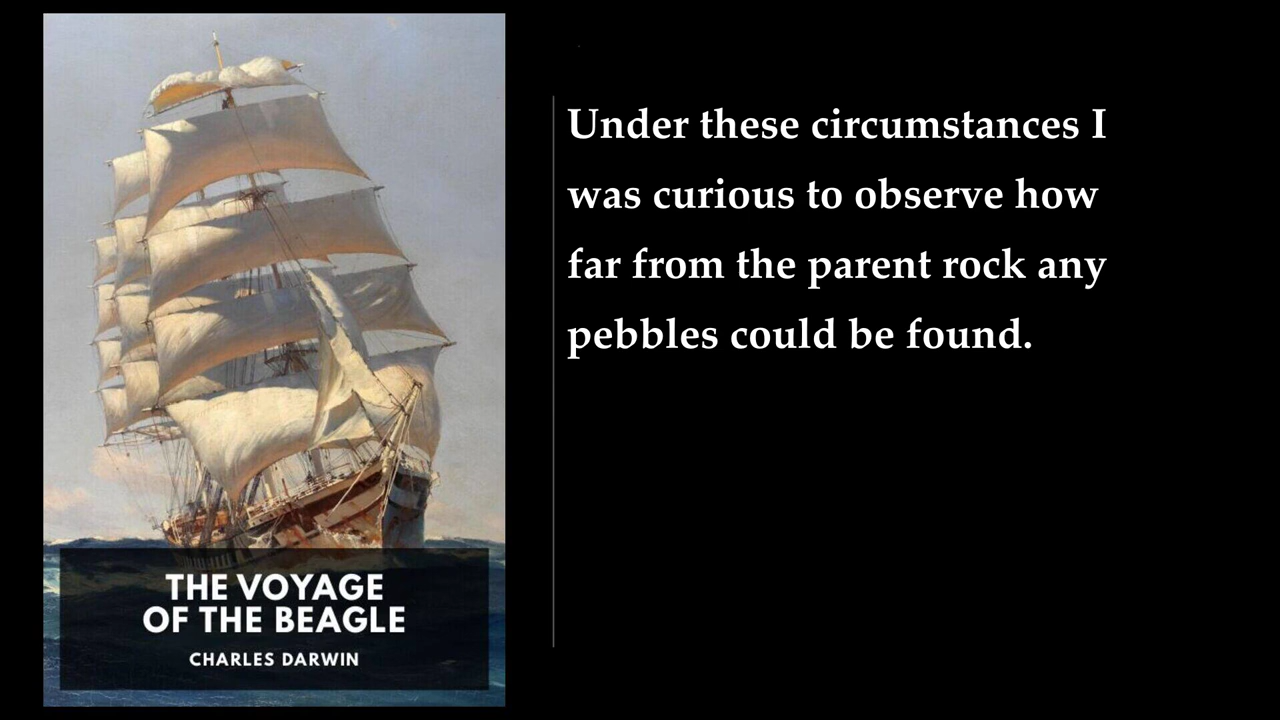 THE VOYAGE
OF THE BEAGLE
CHARLES DARWIN
Under these circumstances I
was curious to observe how
far from the parent rock any
pebbles could be found.